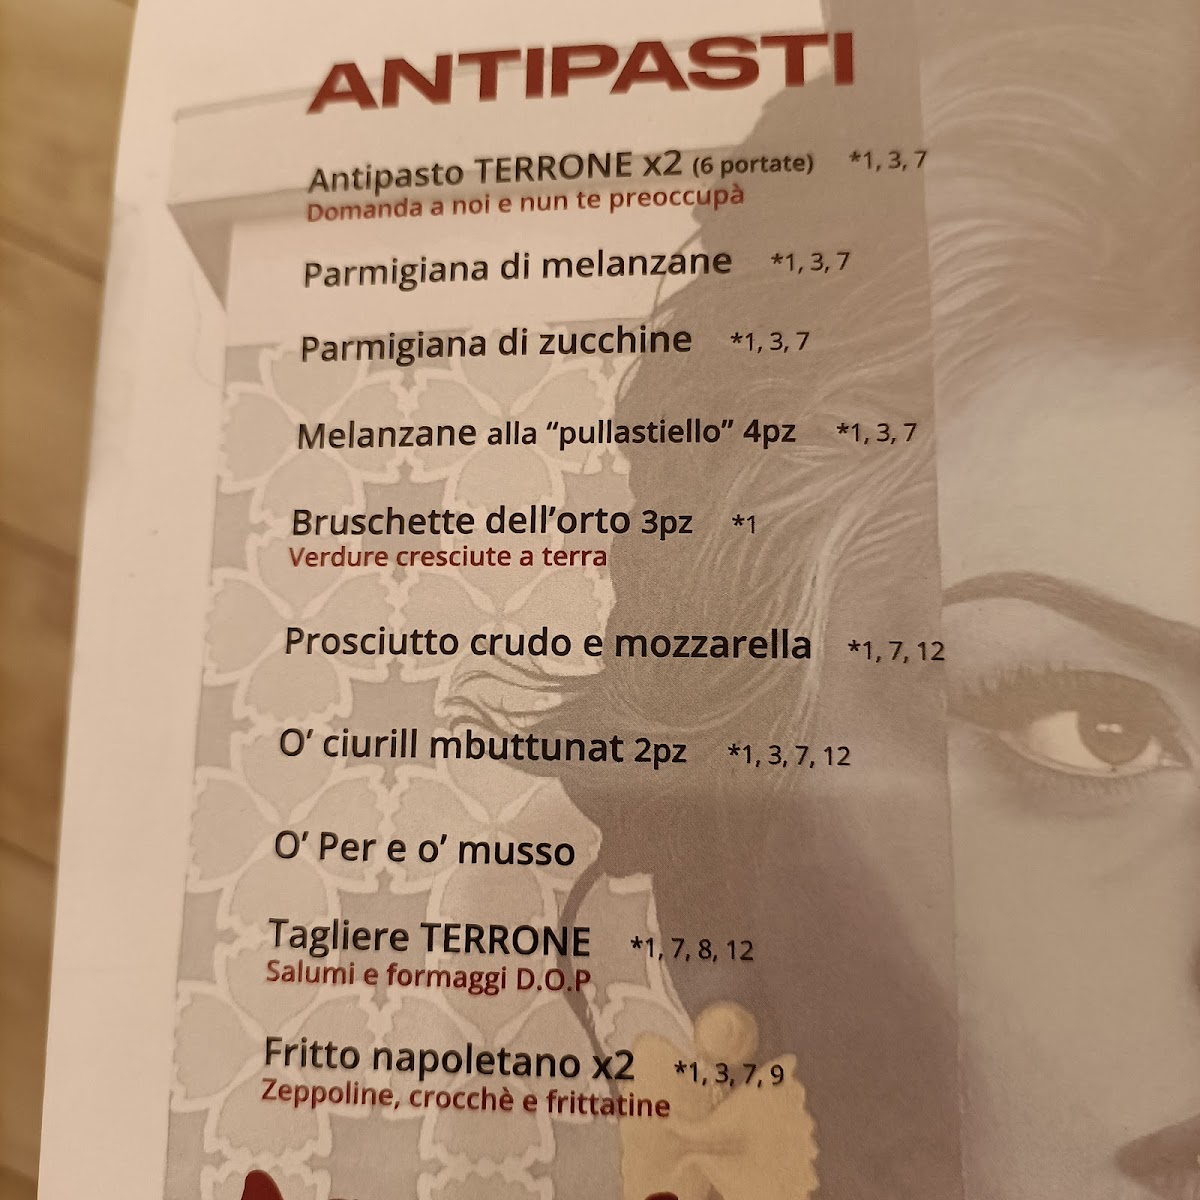 ANTIPASTI
Antipasto TERRONE x2 (6 portate) *1, 3, 7
Domanda a noi e nun te preoccupà
Parmigiana di melanzane *1, 3, 7
Parmigiana di zucchine *1, 3, 7
Melanzane alla “pullastiello” 4pz *1, 3, 7
Bruschette dell’orto 3pz *1
Verdure cresciute a terra
Prosciutto crudo e mozzarella *1, 7, 12
O’ ciurill mbuttunat 2pz *1, 3, 7, 12
O’ Per e o’ musso
Tagliere TERRONE *1, 7, 8, 12
Salumi e formaggi D.O.P
Fritto napoletano x2 *1, 3, 7, 9
Zeppoline, crocchè e frittatine